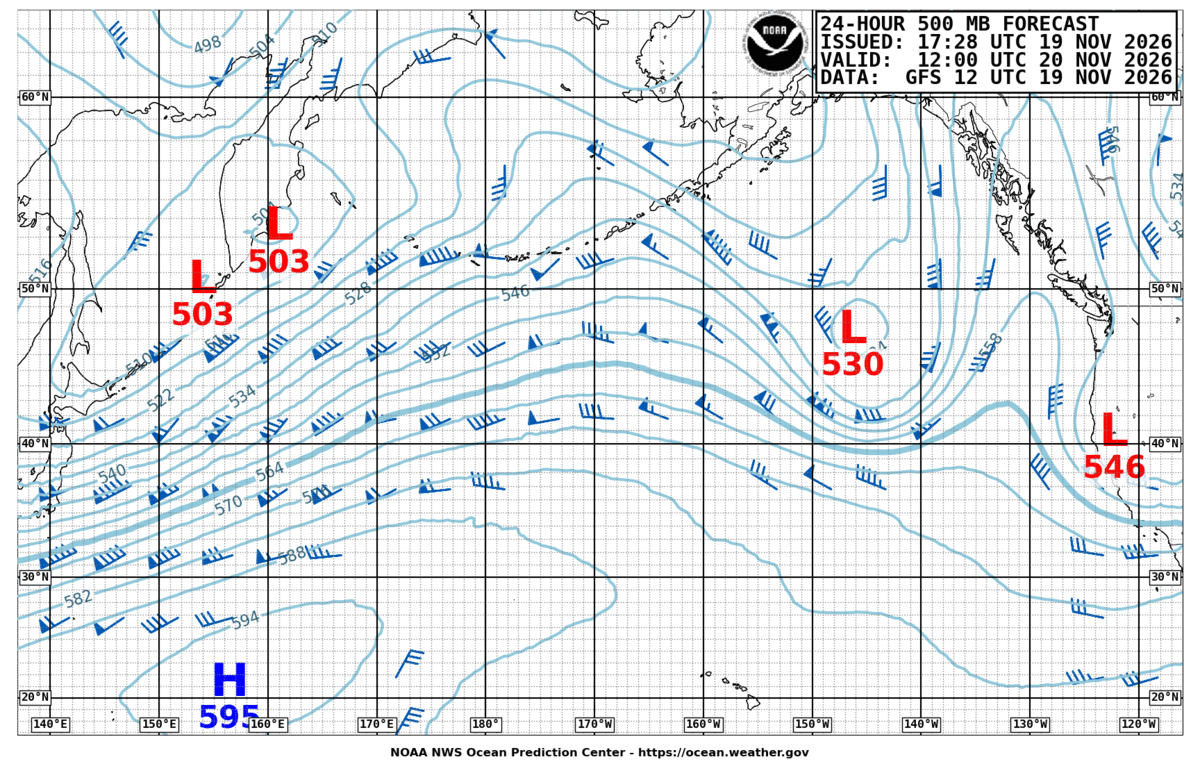 24-HOUR 500 MB FORECAST
ISSUED: 17:28 UTC 19 NOV 2026
VALID: 12:00 UTC 20 NOV 2026
DATA: GFS 12 UTC 19 NOV 2026
NOAA
498
504
510
60°N
60°N
546
534
54
504
L
503
516
L
503
50°N
528
546
50°N
L
530
558
510
522
534
552
40°N
L
546
40°N
540
564
570
30°N
588
30°N
582
594
H
595
20°N
20°N
140°E
150°E
160°E
170°E
180°
170°W
160°W
150°W
140°W
130°W
120°W
NOAA NWS Ocean Prediction Center - https://ocean.weather.gov